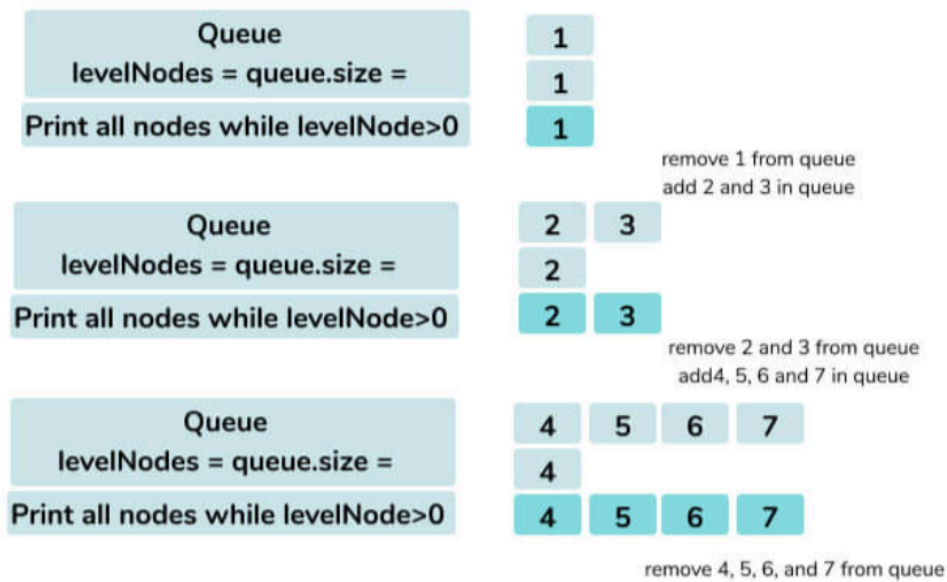 Queue 1
levelNodes = queue.size = 1
Print all nodes while levelNode>0 1
remove 1 from queue
add 2 and 3 in queue
Queue 2 3
levelNodes = queue.size = 2
Print all nodes while levelNode>0 2 3
remove 2 and 3 from queue
add4, 5, 6 and 7 in queue
Queue 4 5 6 7
levelNodes = queue.size = 4
Print all nodes while levelNode>0 4 5 6 7
remove 4, 5, 6, and 7 from queue